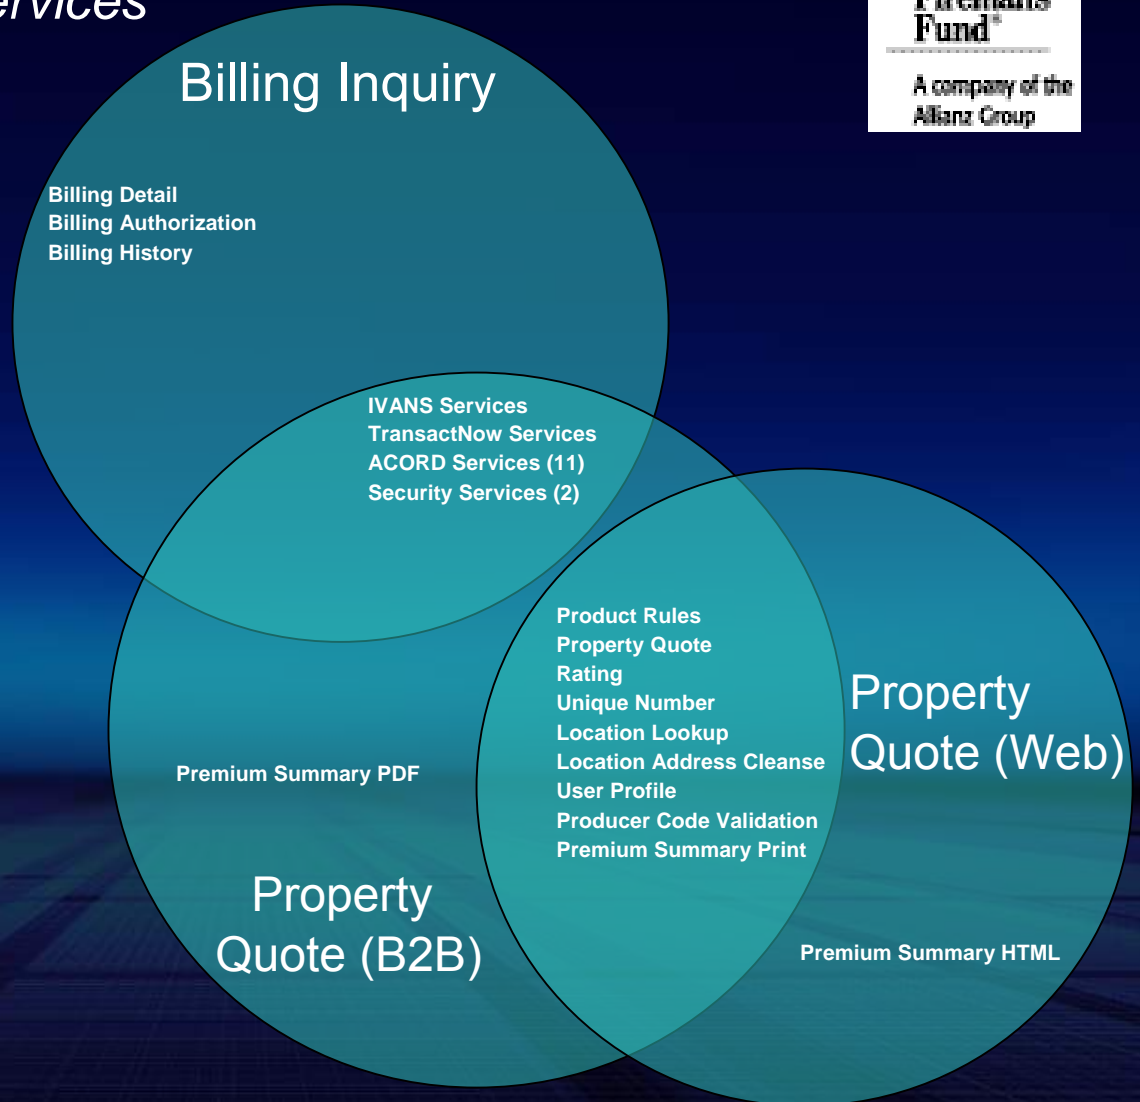 Fund®
A company of the
Allianz Group
Billing Inquiry
Billing Detail
Billing Authorization
Billing History
IVANS Services
TransactNow Services
ACORD Services (11)
Security Services (2)
Product Rules
Property Quote
Rating
Unique Number
Location Lookup
Location Address Cleanse
User Profile
Producer Code Validation
Premium Summary Print
Property
Quote (Web)
Premium Summary PDF
Property
Quote (B2B)
Premium Summary HTML